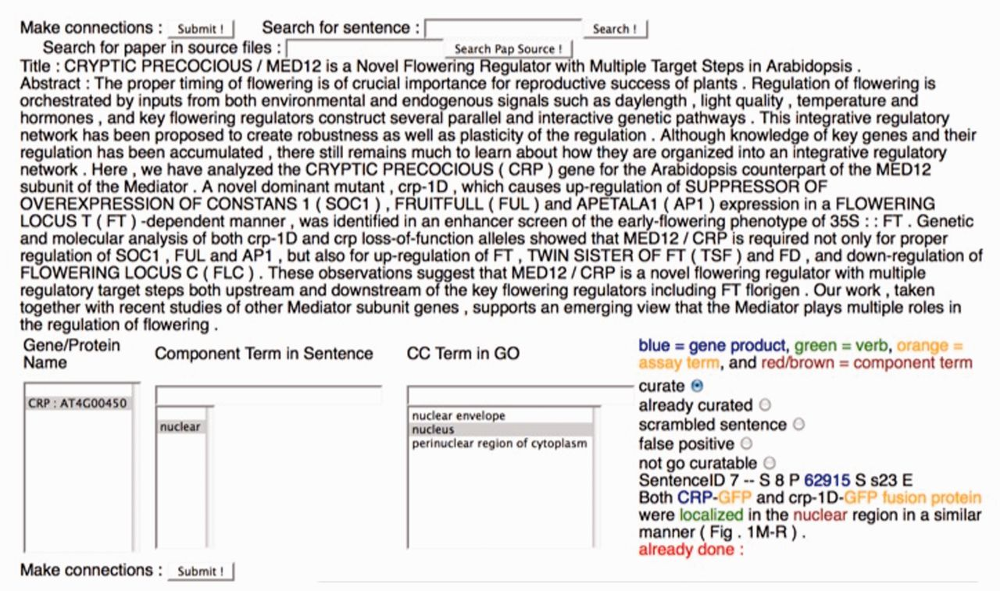 Make connections : Submit ! Search for sentence : Search !
Search for paper in source files : Search Pap Source !
Title : CRYPTIC PRECOCIOUS / MED12 is a Novel Flowering Regulator with Multiple Target Steps in Arabidopsis .
Abstract : The proper timing of flowering is of crucial importance for reproductive success of plants . Regulation of flowering is
orchestrated by inputs from both environmental and endogenous signals such as daylength , light quality , temperature and
hormones , and key flowering regulators construct several parallel and interactive genetic pathways . This integrative regulatory
network has been proposed to create robustness as well as plasticity of the regulation . Although knowledge of key genes and their
regulation has been accumulated , there still remains much to learn about how they are organized into an integrative regulatory
network . Here , we have analyzed the CRYPTIC PRECOCIOUS ( CRP ) gene for the Arabidopsis counterpart of the MED12
subunit of the Mediator . A novel dominant mutant , crp-1D , which causes up-regulation of SUPPRESSOR OF
OVEREXPRESSION OF CONSTANS 1 ( SOC1 ) , FRUITFULL ( FUL ) and APETALA1 ( AP1 ) expression in a FLOWERING
LOCUS T ( FT ) -dependent manner , was identified in an enhancer screen of the early-flowering phenotype of 35S : : FT . Genetic
and molecular analysis of both crp-1D and crp loss-of-function alleles showed that MED12 / CRP is required not only for proper
regulation of SOC1 , FUL and AP1 , but also for up-regulation of FT , TWIN SISTER OF FT ( TSF ) and FD , and down-regulation of
FLOWERING LOCUS C ( FLC ) . These observations suggest that MED12 / CRP is a novel flowering regulator with multiple
regulatory target steps both upstream and downstream of the key flowering regulators including FT florigen . Our work , taken
together with recent studies of other Mediator subunit genes , supports an emerging view that the Mediator plays multiple roles in
the regulation of flowering .
Gene/Protein
Name
CRP : AT4G00450
Component Term in Sentence
nuclear
CC Term in GO
nuclear envelope
nucleus
perinuclear region of cytoplasm
blue = gene product, green = verb, orange =
assay term, and red/brown = component term
curate
already curated
scrambled sentence
false positive
not go curatable
SentenceID 7 -- S 8 P 62915 S s23 E
Both CRP-GFP and crp-1D-GFP fusion protein
were localized in the nuclear region in a similar
manner ( Fig . 1M-R ) .
already done :
Make connections : Submit !